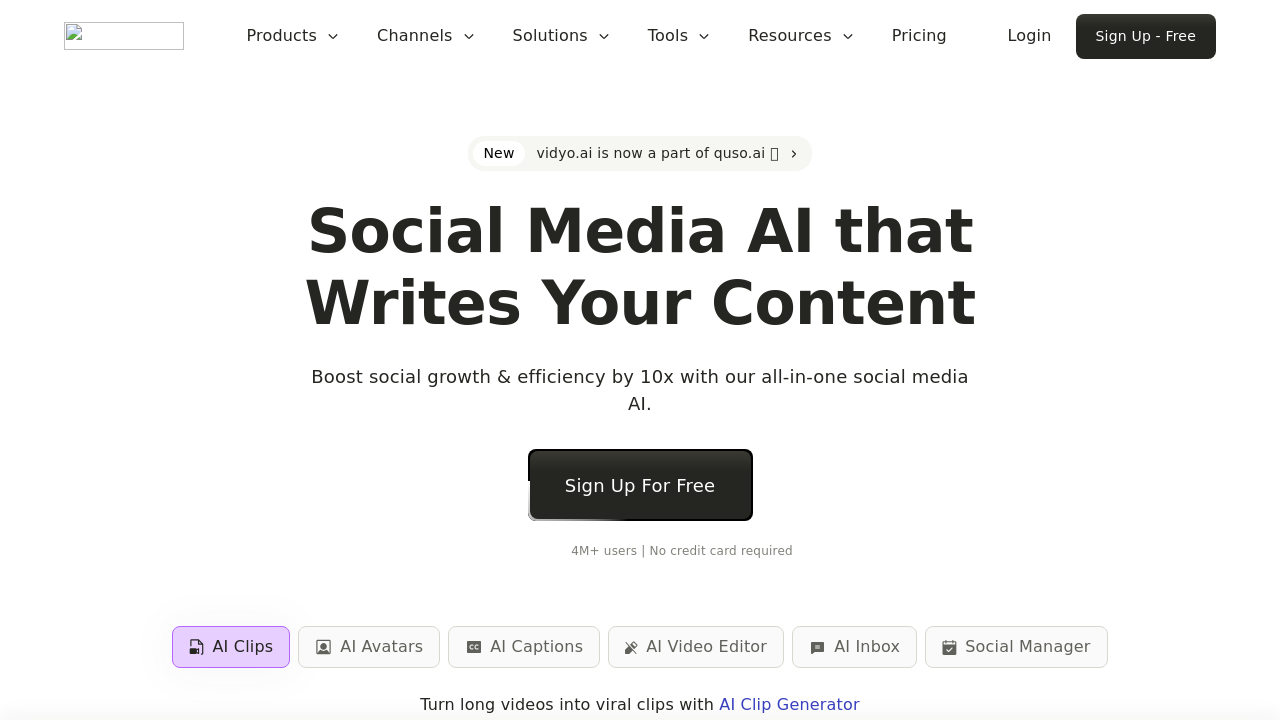 Products
Channels
Solutions
Tools
Resources
Pricing
Login
Sign Up - Free
New
vidyo.ai is now a part of quso.ai
Social Media AI that
Writes Your Content
Boost social growth & efficiency by 10x with our all-in-one social media
AI.
Sign Up For Free
4M+ users | No credit card required
AI Clips
AI Avatars
AI Captions
AI Video Editor
AI Inbox
Social Manager
Turn long videos into viral clips with AI Clip Generator